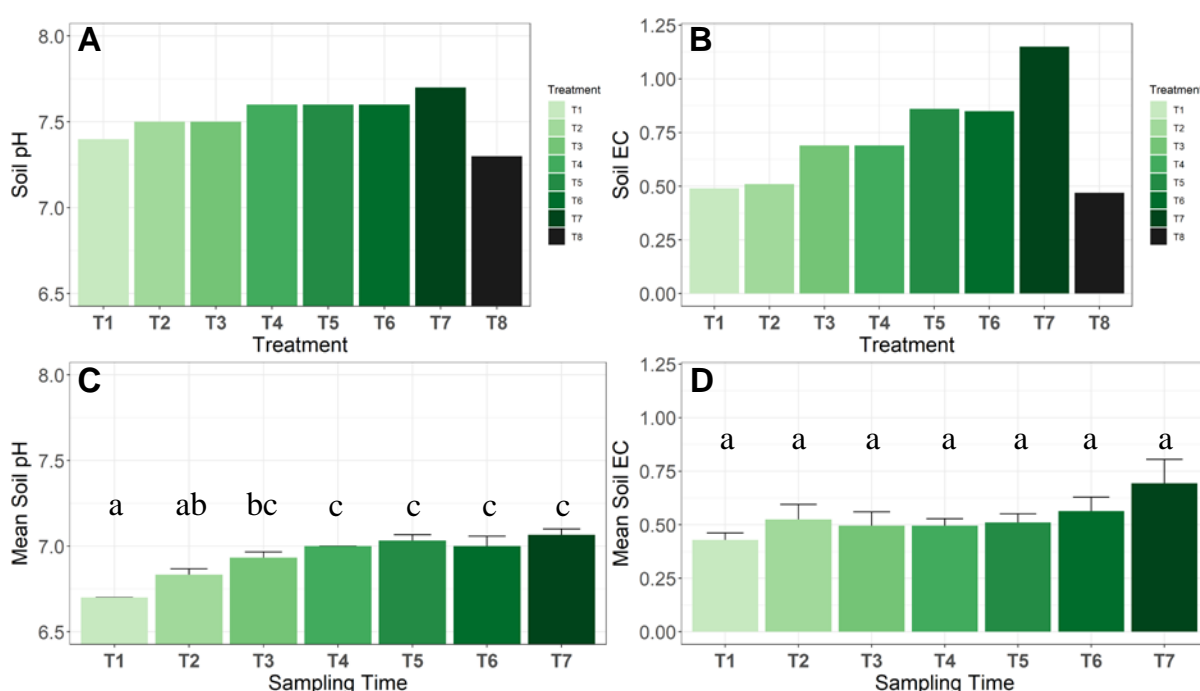 A
8.0
7.5
7.0
6.5
Soil pH
T1 T2 T3 T4 T5 T6 T7 T8
Treatment
Treatment
T1
T2
T3
T4
T5
T6
T7
T8
B
1.25
1.00
0.75
0.50
0.25
0.00
Soil EC
T1 T2 T3 T4 T5 T6 T7 T8
Treatment
Treatment
T1
T2
T3
T4
T5
T6
T7
T8
C
8.0
7.5
7.0
6.5
Mean Soil pH
a ab bc c c c c
T1 T2 T3 T4 T5 T6 T7
Sampling Time
D
1.25
1.00
0.75
0.50
0.25
0.00
Mean Soil EC
a a a a a a a
T1 T2 T3 T4 T5 T6 T7
Sampling Time